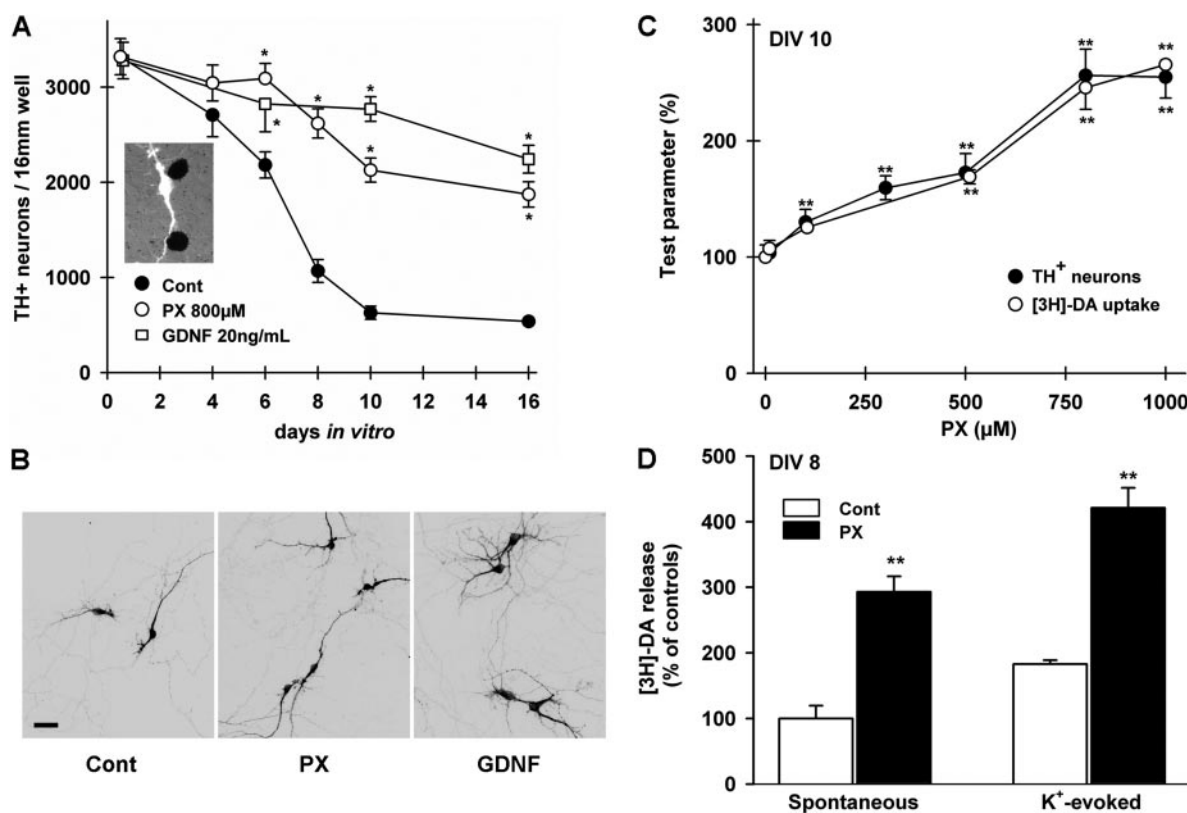 A
TH+ neurons / 16mm well
3000
2000
1000
0
* * * * * * * *
Cont
PX 800µM
GDNF 20ng/mL
0 2 4 6 8 10 12 14 16
days in vitro
B
Cont PX GDNF
C
DIV 10
Test parameter (%)
300
200
100
0
** ** ** ** ** ** ** **
TH+ neurons
[3H]-DA uptake
0 250 500 750 1000
PX (µM)
D
DIV 8
[3H]-DA release
(% of controls)
500
400
300
200
100
0
Cont
PX
** **
Spontaneous K+-evoked